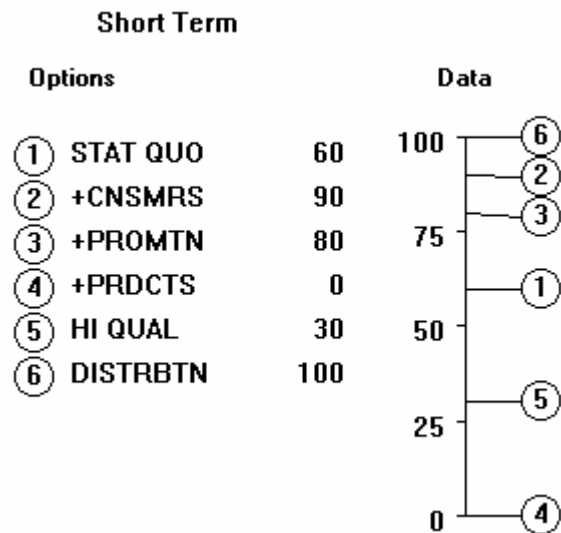 Short Term
Options Data
1 STAT QUO 60
2 +CNSMRS 90
3 +PROMTN 80
4 +PRDCTS 0
5 HI QUAL 30
6 DISTRBTN 100
100 6
2
3
75
1
50
5
25
0 4